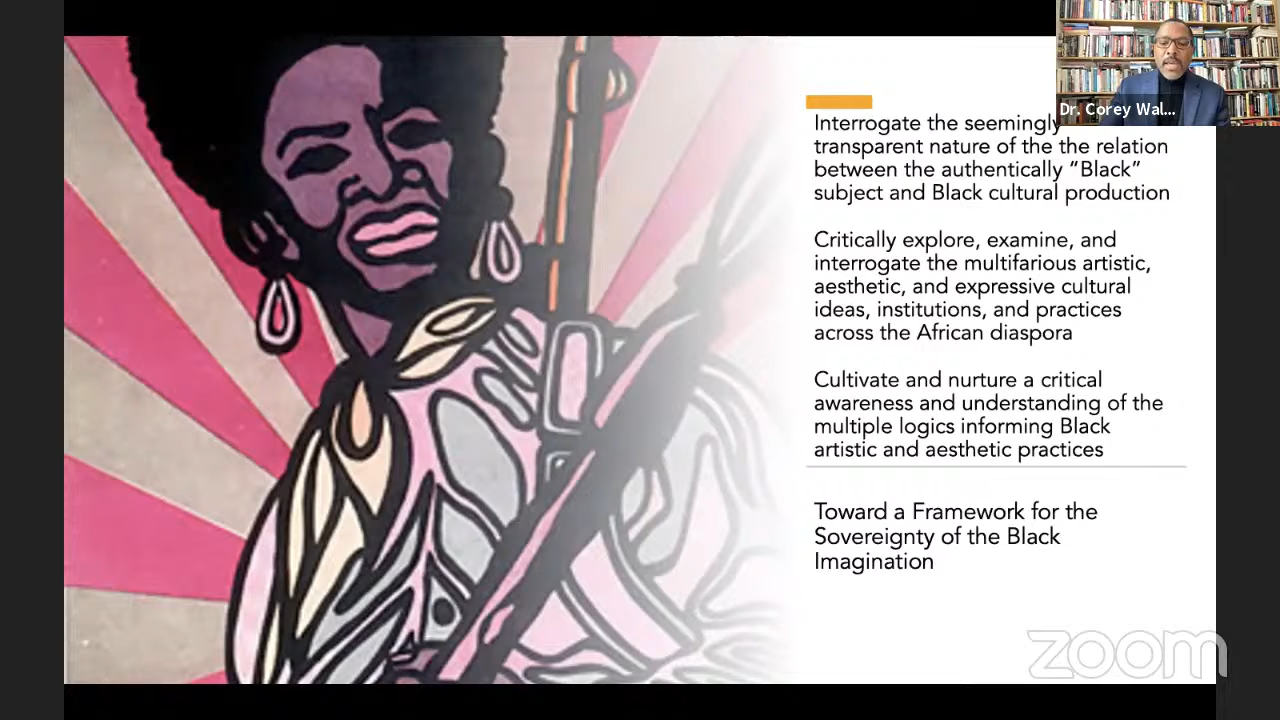 Dr. Corey Wal...
Interrogate the seemingly
transparent nature of the the relation
between the authentically “Black”
subject and Black cultural production
Critically explore, examine, and
interrogate the multifarious artistic,
aesthetic, and expressive cultural
ideas, institutions, and practices
across the African diaspora
Cultivate and nurture a critical
awareness and understanding of the
multiple logics informing Black
artistic and aesthetic practices
Toward a Framework for the
Sovereignty of the Black
Imagination
zoom